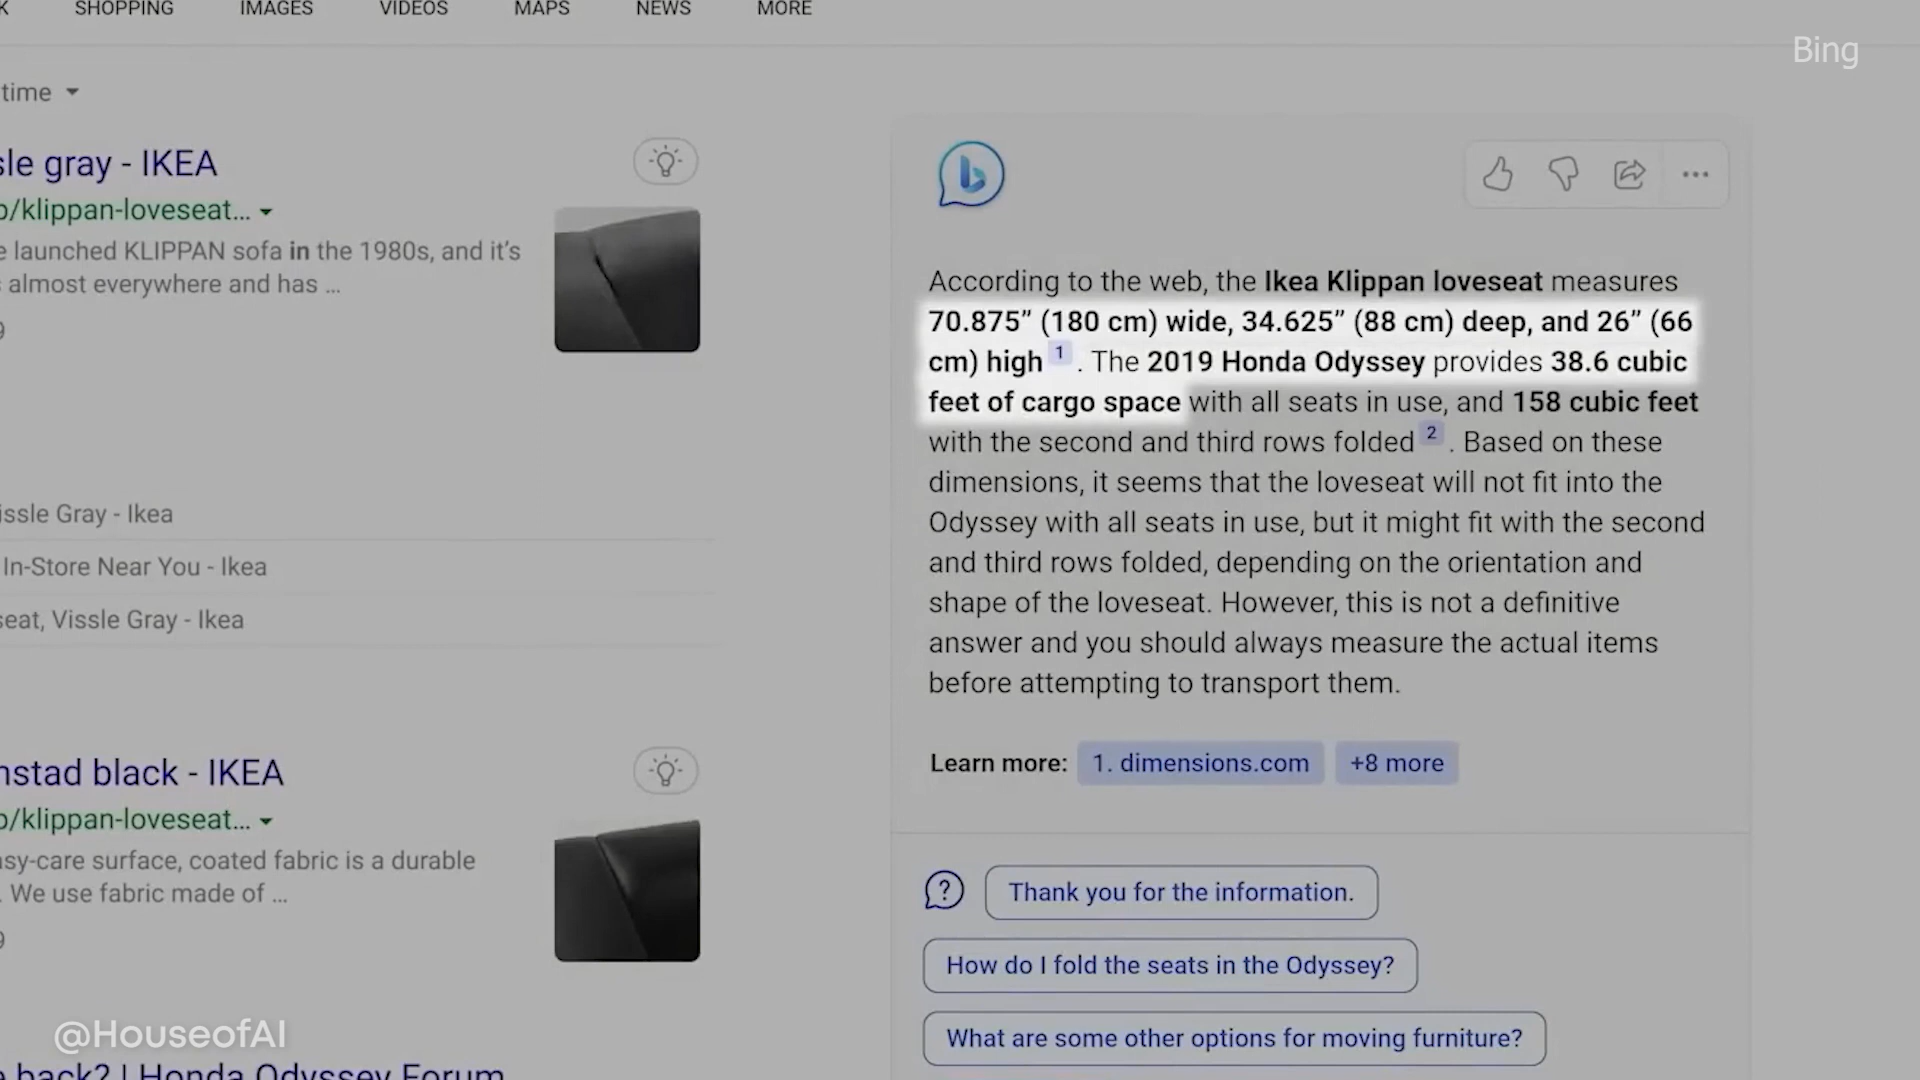 SHOPPING IMAGES VIDEOS MAPS NEWS MORE
Bing
time
sle gray - IKEA
o/klippan-loveseat...
e launched KLIPPAN sofa in the 1980s, and it's
almost everywhere and has ...
issle Gray - Ikea
In-Store Near You - Ikea
seat, Vissle Gray - Ikea
nstad black - IKEA
o/klippan-loveseat...
asy-care surface, coated fabric is a durable
. We use fabric made of ...
@HouseofAI
e back? | Honda Odyssey Forum
According to the web, the Ikea Klippan loveseat measures
70.875” (180 cm) wide, 34.625” (88 cm) deep, and 26” (66
cm) high 1 . The 2019 Honda Odyssey provides 38.6 cubic
feet of cargo space with all seats in use, and 158 cubic feet
with the second and third rows folded 2 . Based on these
dimensions, it seems that the loveseat will not fit into the
Odyssey with all seats in use, but it might fit with the second
and third rows folded, depending on the orientation and
shape of the loveseat. However, this is not a definitive
answer and you should always measure the actual items
before attempting to transport them.
Learn more: 1. dimensions.com +8 more
Thank you for the information.
How do I fold the seats in the Odyssey?
What are some other options for moving furniture?